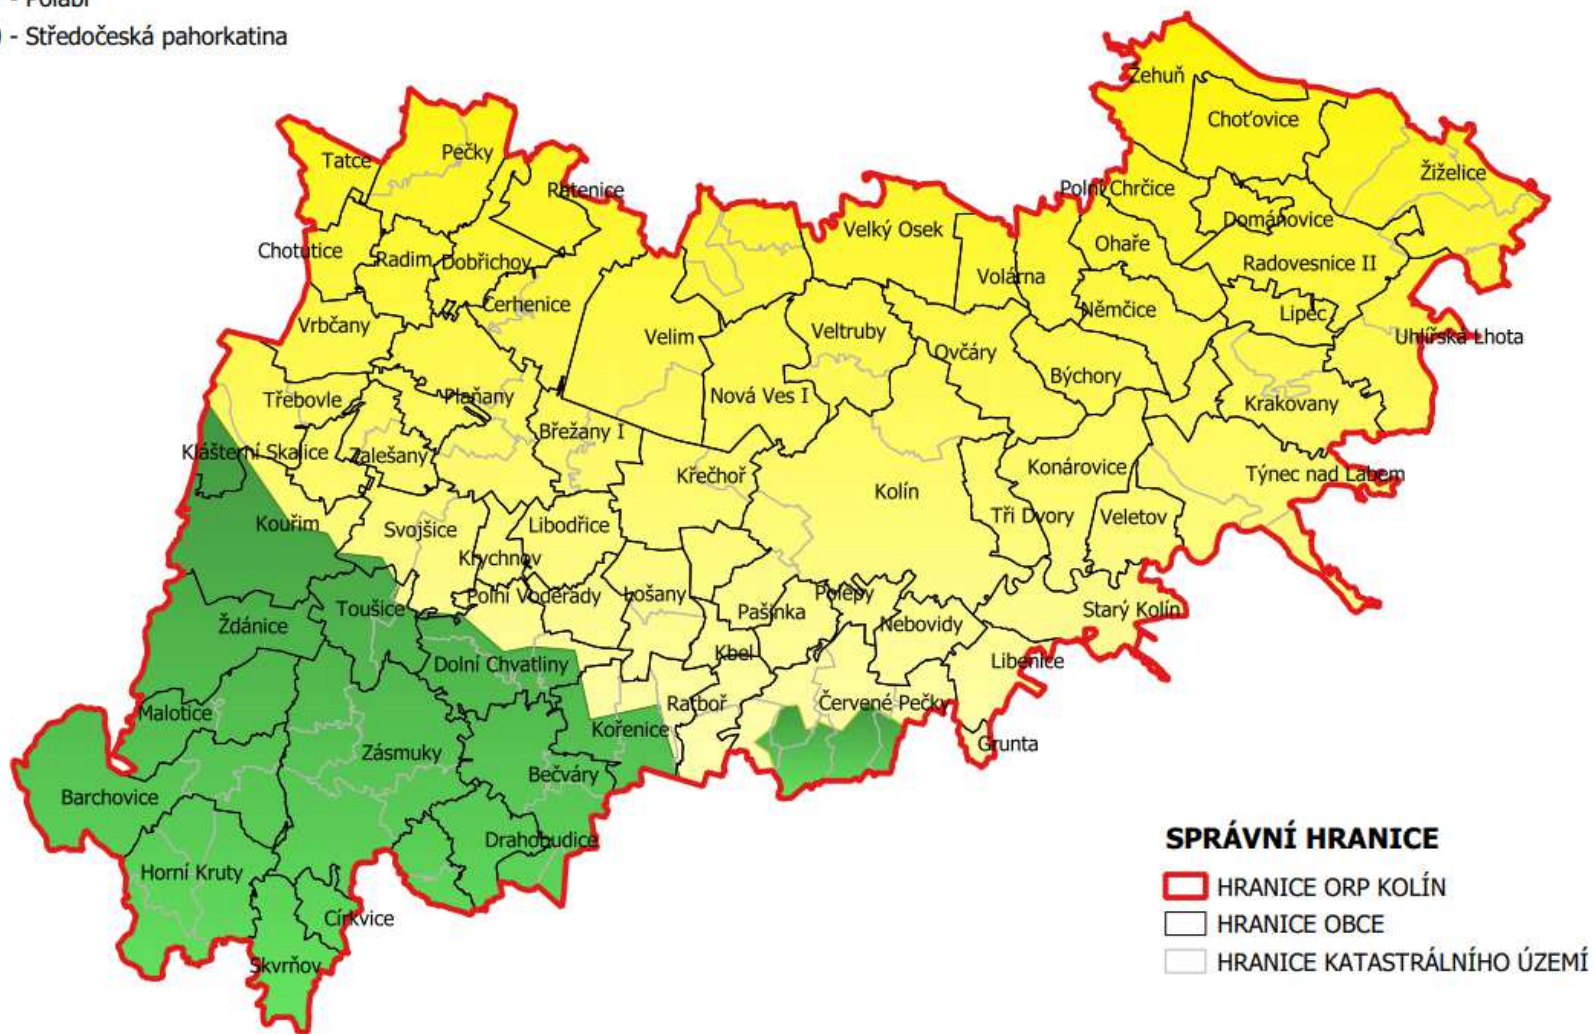 - Polabí
- Středočeská pahorkatina
Žehuň
Choťovice
Tatce
Pečky
Žiželice
Ratenice
Polní Chrčice
Dománovice
Velký Osek
Ohaře
Chotutice
Radim
Dobřichov
Radovesnice II
Volárna
Cerhenice
Němčice
Lipec
Vrbčany
Velim
Veltruby
Uhlířská Lhota
Ovčáry
Býchory
Třebovle
Plaňany
Nová Ves I
Krakovany
Břežany I
Klášterní Skalice
Zalešany
Křečhoř
Konárovice
Týnec nad Labem
Kolín
Kouřim
Svojšice
Libodřice
Tři Dvory
Veletov
Krychnov
Polní Voděrady
Lošany
Polepy
Toušice
Pašinka
Starý Kolín
Ždánice
Nebovidy
Kbel
Dolní Chvatliny
Libenice
Malotice
Ratboř
Červené Pečky
Kořenice
Zásmuky
Grunta
Bečváry
Barchovice
Drahobudice
Horní Kruty
Církvice
Skvrňov
SPRÁVNÍ HRANICE
HRANICE ORP KOLÍN
HRANICE OBCE
HRANICE KATASTRÁLNÍHO ÚZEMÍ